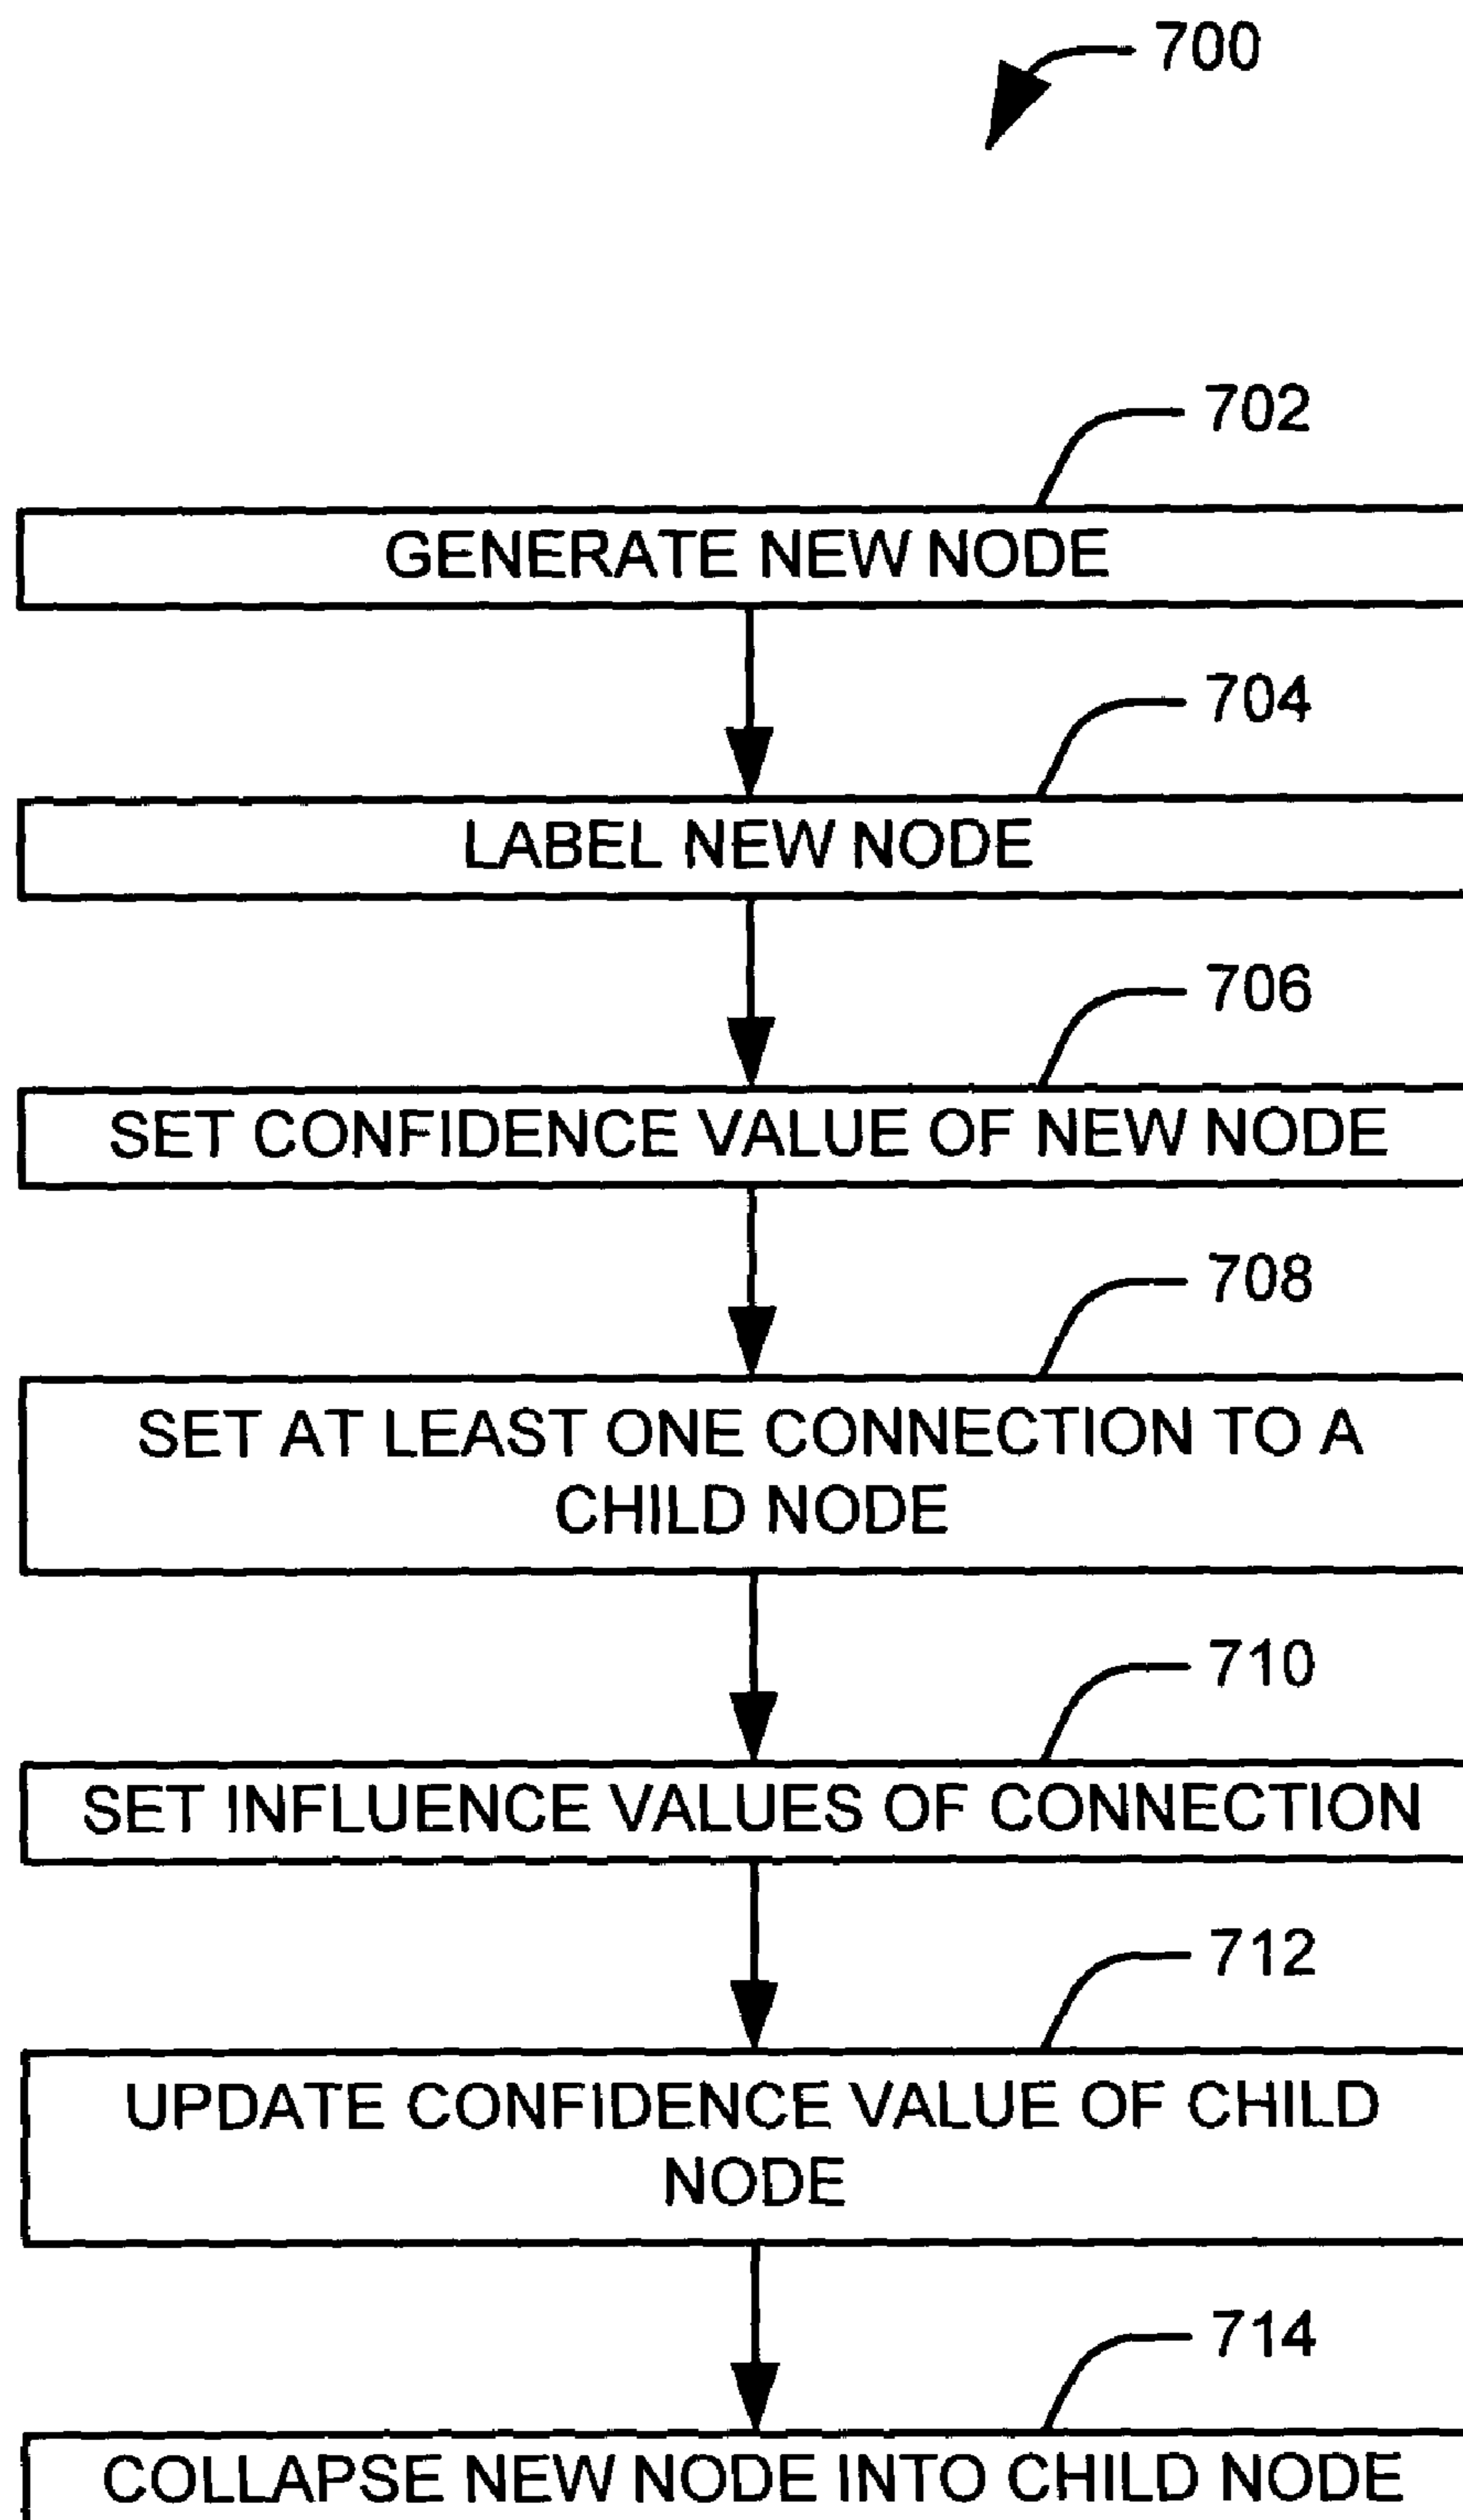 700
702
GENERATE NEW NODE
704
LABEL NEW NODE
706
SET CONFIDENCE VALUE OF NEW NODE
708
SET AT LEAST ONE CONNECTION TO A
CHILD NODE
710
SET INFLUENCE VALUES OF CONNECTION
712
UPDATE CONFIDENCE VALUE OF CHILD
NODE
714
COLLAPSE NEW NODE INTO CHILD NODE